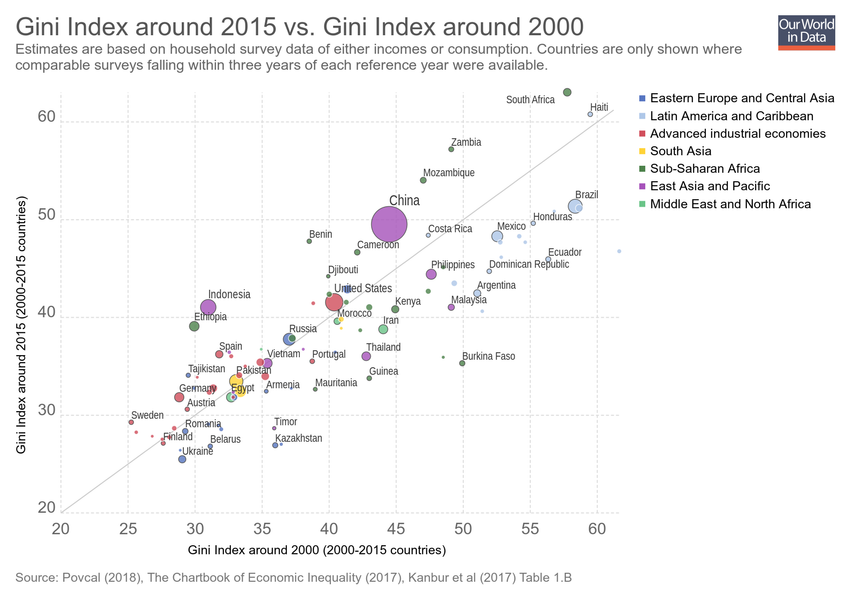 Gini Index around 2015 vs. Gini Index around 2000
Our World
in Data
Estimates are based on household survey data of either incomes or consumption. Countries are only shown where
comparable surveys falling within three years of each reference year were available.
Eastern Europe and Central Asia
Latin America and Caribbean
Advanced industrial economies
South Asia
Sub-Saharan Africa
East Asia and Pacific
Middle East and North Africa
Gini Index around 2015 (2000-2015 countries)
60
50
40
30
20
South Africa
Haiti
Zambia
Mozambique
China
Brazil
Honduras
Costa Rica
Mexico
Benin
Cameroon
Ecuador
Djibouti
Philippines
Dominican Republic
United States
Argentina
Indonesia
Kenya
Malaysia
Ethiopia
Morocco
Iran
Russia
Spain
Vietnam
Portugal
Thailand
Burkina Faso
Tajikistan
Pakistan
Guinea
Germany
Egypt
Armenia
Mauritania
Austria
Sweden
Romania
Timor
Finland
Belarus
Kazakhstan
Ukraine
20
25
30
35
40
45
50
55
60
Gini Index around 2000 (2000-2015 countries)
Source: Povcal (2018), The Chartbook of Economic Inequality (2017), Kanbur et al (2017) Table 1.B